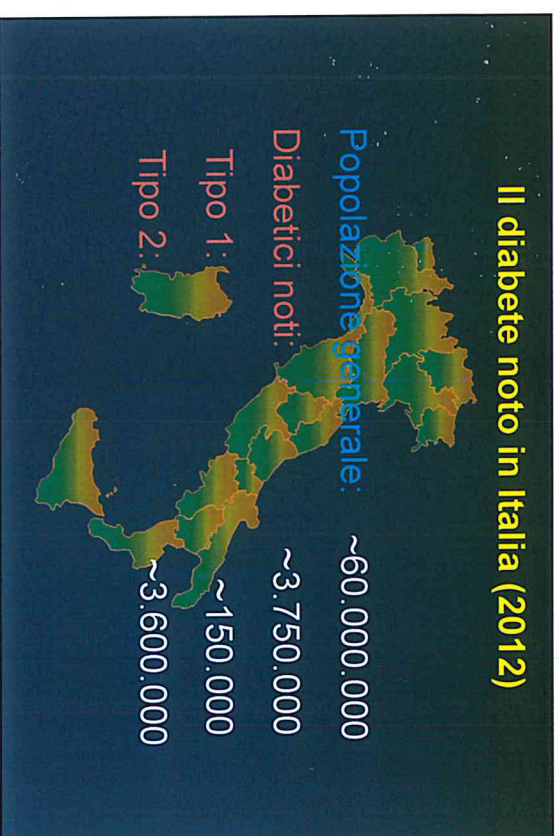 Il diabete noto in Italia (2012)
Popolazione generale: ~60.000.000
Diabetici noti: ~3.750.000
Tipo 1: ~150.000
Tipo 2: ~3.600.000